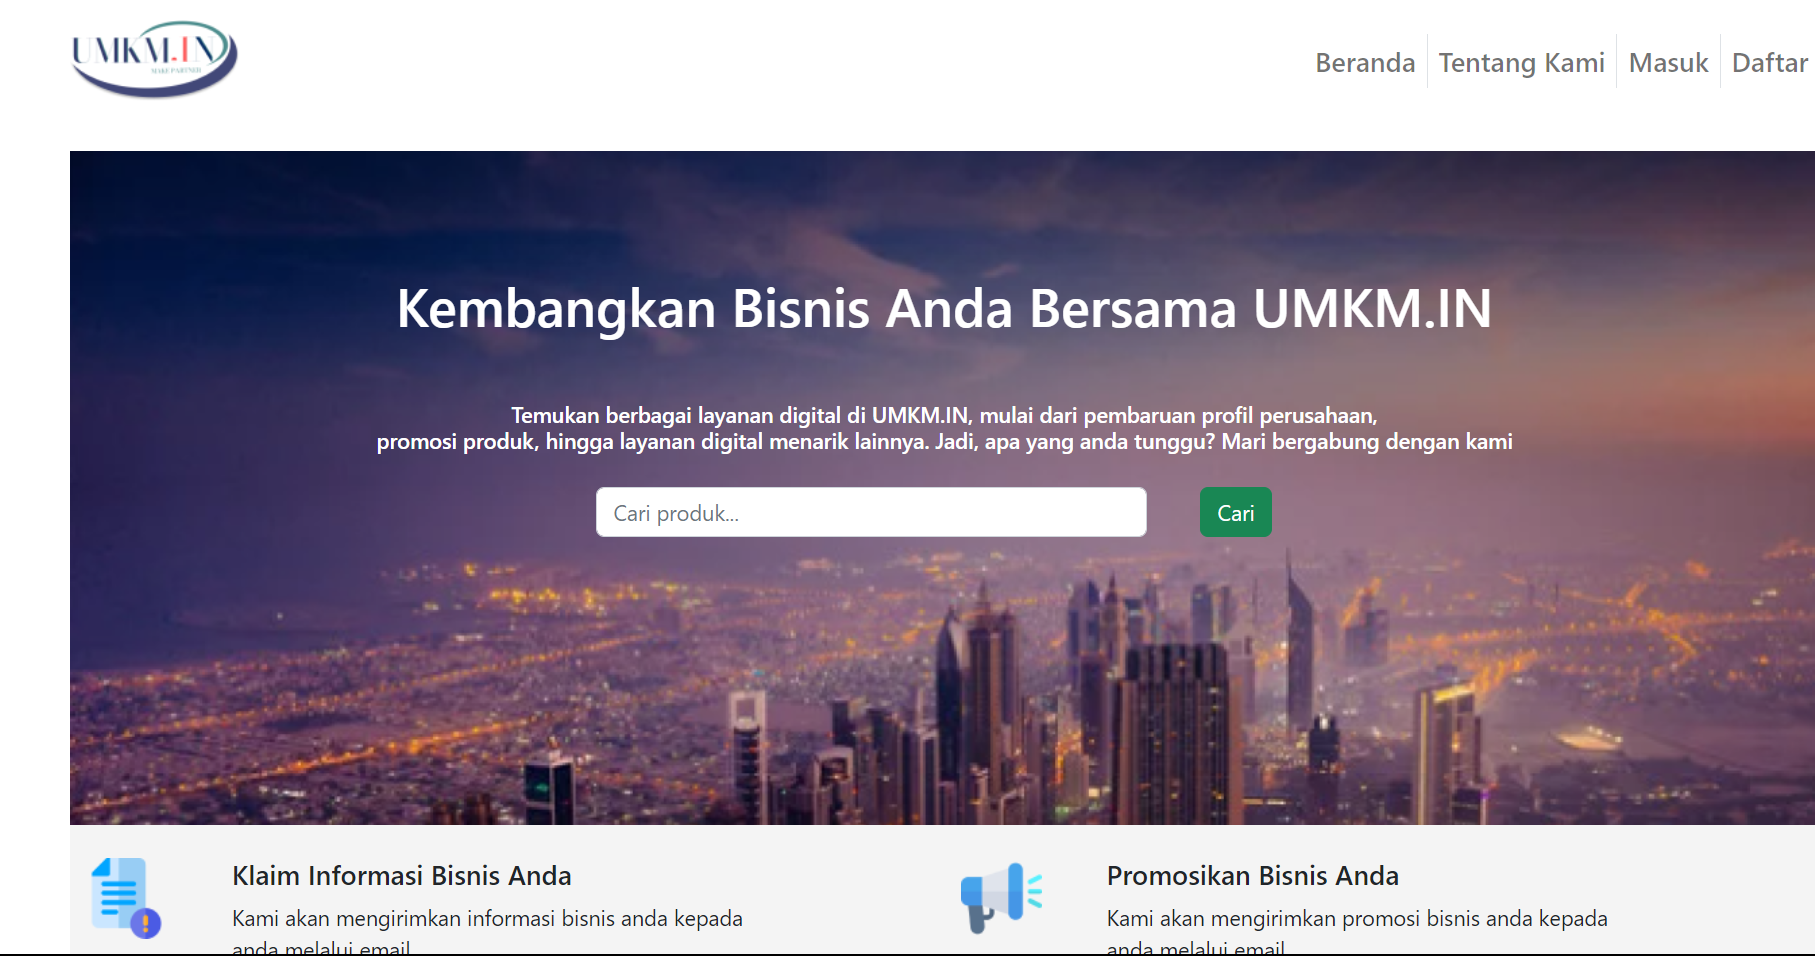 UMKM.IN
MAKE PARTNER
Beranda
Tentang Kami
Masuk
Daftar
Kembangkan Bisnis Anda Bersama UMKM.IN
Temukan berbagai layanan digital di UMKM.IN, mulai dari pembaruan profil perusahaan,
promosi produk, hingga layanan digital menarik lainnya. Jadi, apa yang anda tunggu? Mari bergabung dengan kami
Cari produk...
Cari
Klaim Informasi Bisnis Anda
Kami akan mengirimkan informasi bisnis anda kepada
anda melalui email
Promosikan Bisnis Anda
Kami akan mengirimkan promosi bisnis anda kepada
anda melalui email